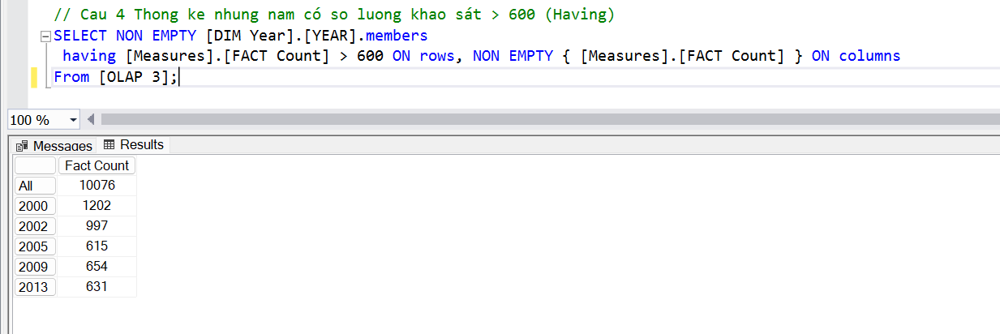 // Cau 4 Thong ke nhung nam có so luong khao sát > 600 (Having)
SELECT NON EMPTY [DIM Year].[YEAR].members
having [Measures].[FACT Count] > 600 ON rows, NON EMPTY { [Measures].[FACT Count] } ON columns
From [OLAP 3];
100 %
Messages Results
Fact Count
All 10076
2000 1202
2002 997
2005 615
2009 654
2013 631